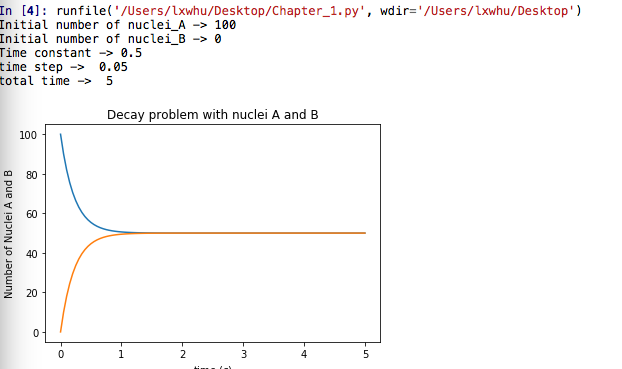 In [4]: runfile('/Users/lxwhu/Desktop/Chapter_1.py', wdir='/Users/lxwhu/Desktop')
Initial number of nuclei_A -> 100
Initial number of nuclei_B -> 0
Time constant -> 0.5
time step -> 0.05
total time -> 5
Decay problem with nuclei A and B
Number of Nuclei A and B
100
80
60
40
20
0
0 1 2 3 4 5
time (s)